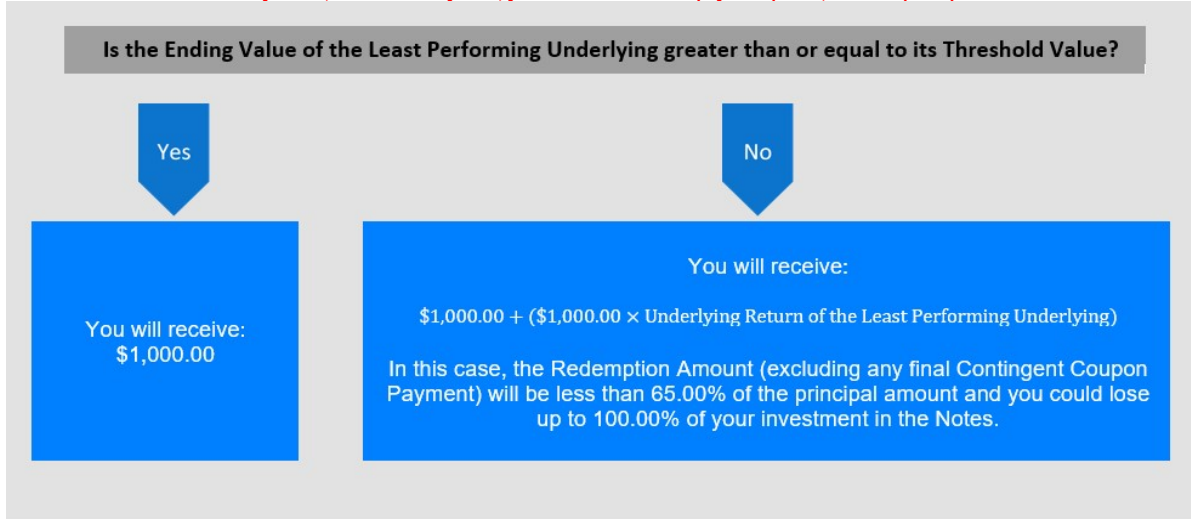 Is the Ending Value of the Least Performing Underlying greater than or equal to its Threshold Value?
Yes
No
You will receive:
$1,000.00
You will receive:
$1,000.00 + ($1,000.00 × Underlying Return of the Least Performing Underlying)
In this case, the Redemption Amount (excluding any final Contingent Coupon
Payment) will be less than 65.00% of the principal amount and you could lose
up to 100.00% of your investment in the Notes.